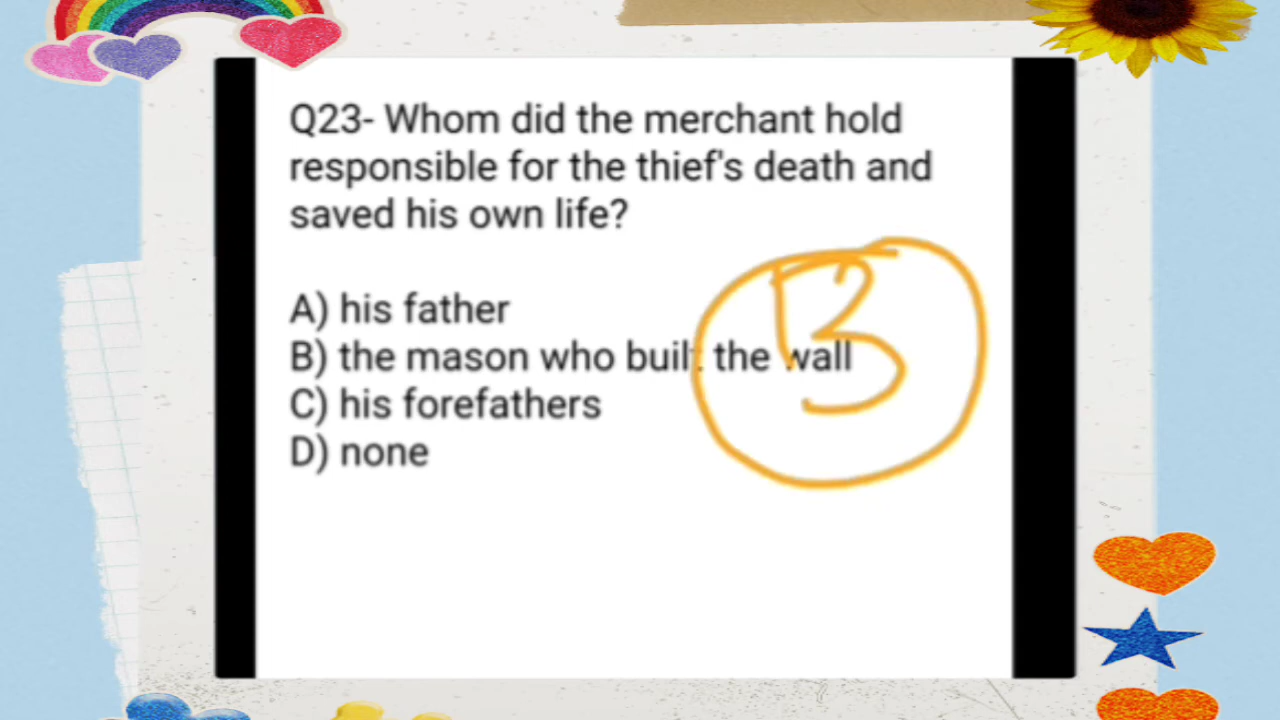 Q23- Whom did the merchant hold
responsible for the thief's death and
saved his own life?
A) his father
B) the mason who built the wall
C) his forefathers
D) none
B